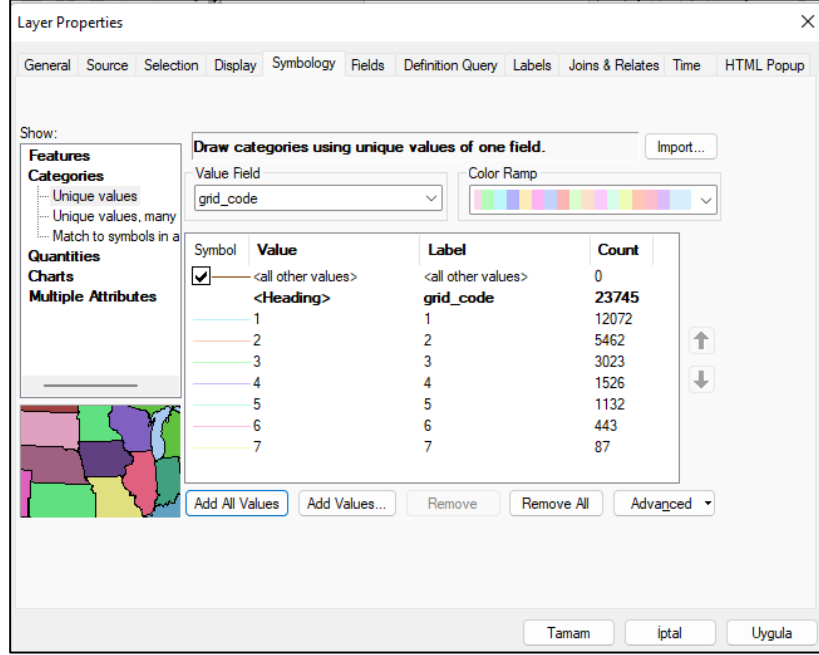 Layer Properties
General Source Selection Display Symbology Fields Definition Query Labels Joins & Relates Time HTML Popup
Show:
Features
Categories
Unique values
Unique values, many
Match to symbols in a
Quantities
Charts
Multiple Attributes
Draw categories using unique values of one field.
Import...
Value Field
grid_code
Color Ramp
Symbol Value Label Count
<all other values> <all other values> 0
<Heading> grid_code 23745
1 1 12072
2 2 5462
3 3 3023
4 4 1526
5 5 1132
6 6 443
7 7 87
Add All Values Add Values... Remove Remove All Advanced
Tamam İptal Uygula